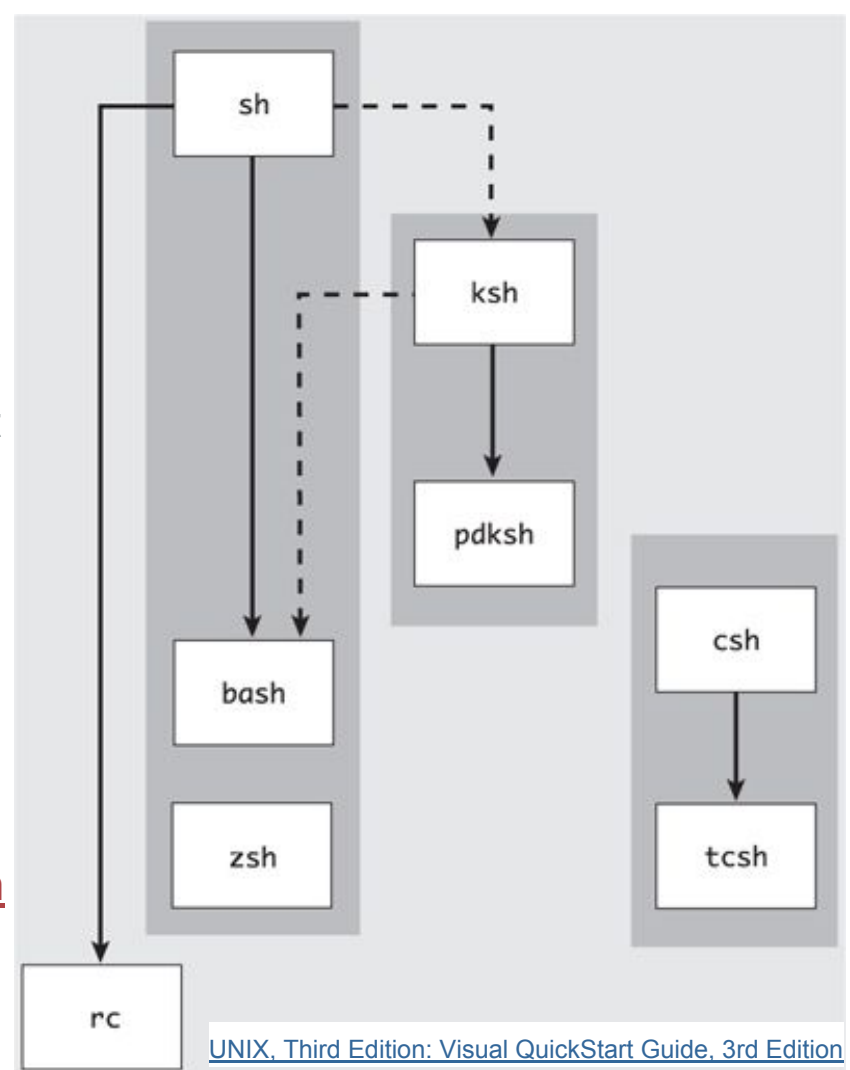 sh
ksh
pdksh
csh
bash
zsh
tcsh
rc
UNIX, Third Edition: Visual QuickStart Guide, 3rd Edition